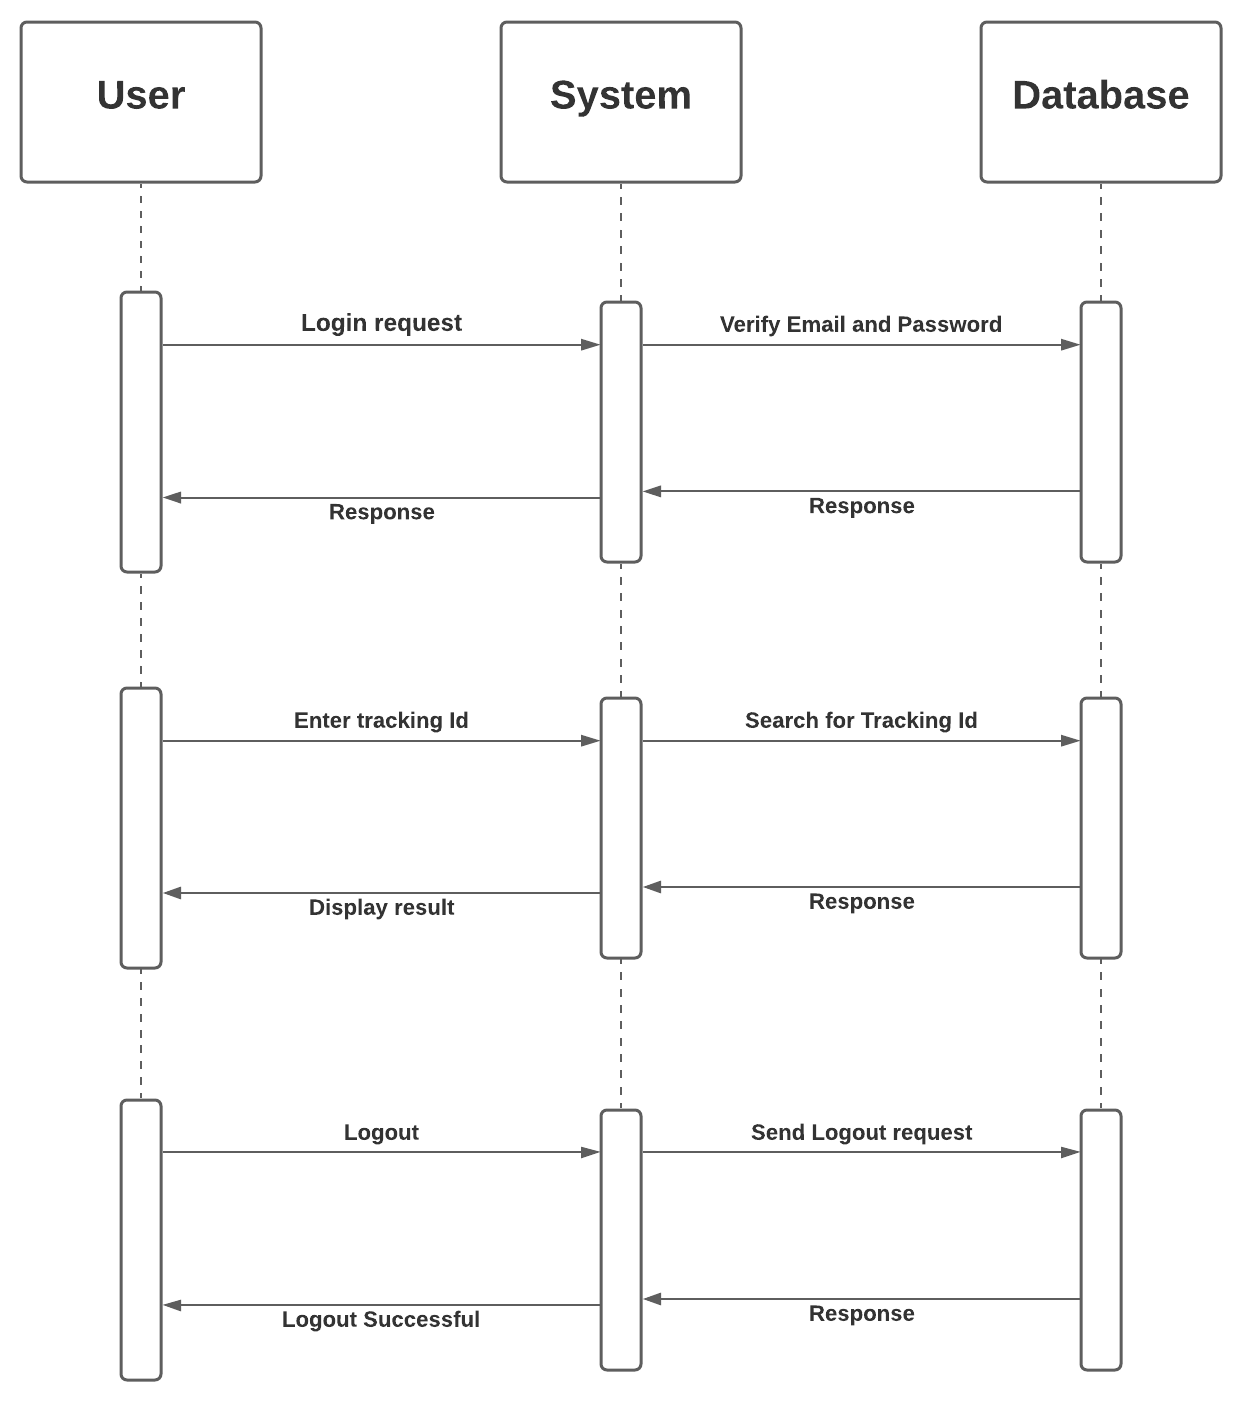 User
System
Database
Login request
Verify Email and Password
Response
Response
Enter tracking Id
Search for Tracking Id
Display result
Response
Logout
Send Logout request
Logout Successful
Response